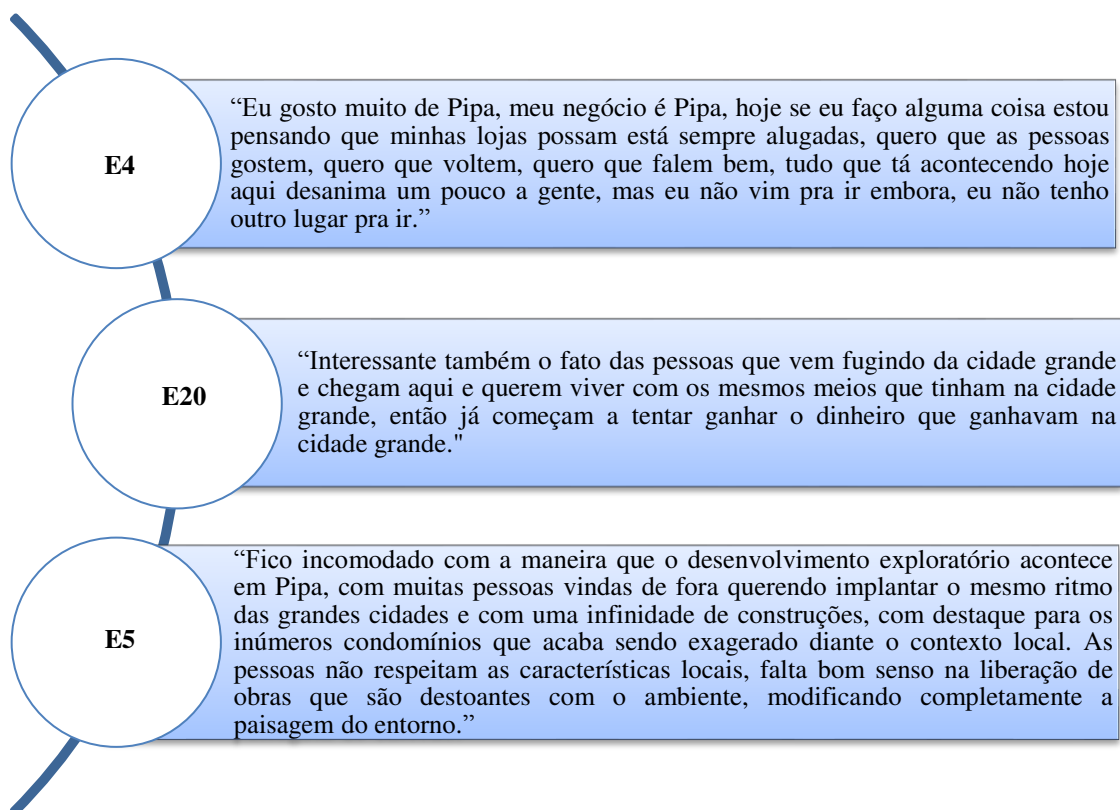 E4
“Eu gosto muito de Pipa, meu negócio é Pipa, hoje se eu faço alguma coisa estou
pensando que minhas lojas possam está sempre alugadas, quero que as pessoas
gostem, quero que voltem, quero que falem bem, tudo que tá acontecendo hoje
aqui desanima um pouco a gente, mas eu não vim pra ir embora, eu não tenho
outro lugar pra ir.”
E20
“Interessante também o fato das pessoas que vem fugindo da cidade grande
e chegam aqui e querem viver com os mesmos meios que tinham na cidade
grande, então já começam a tentar ganhar o dinheiro que ganhavam na
cidade grande."
E5
“Fico incomodado com a maneira que o desenvolvimento exploratório acontece
em Pipa, com muitas pessoas vindas de fora querendo implantar o mesmo ritmo
das grandes cidades e com uma infinidade de construções, com destaque para os
inúmeros condomínios que acaba sendo exagerado diante o contexto local. As
pessoas não respeitam as características locais, falta bom senso na liberação de
obras que são destoantes com o ambiente, modificando completamente a
paisagem do entorno.”